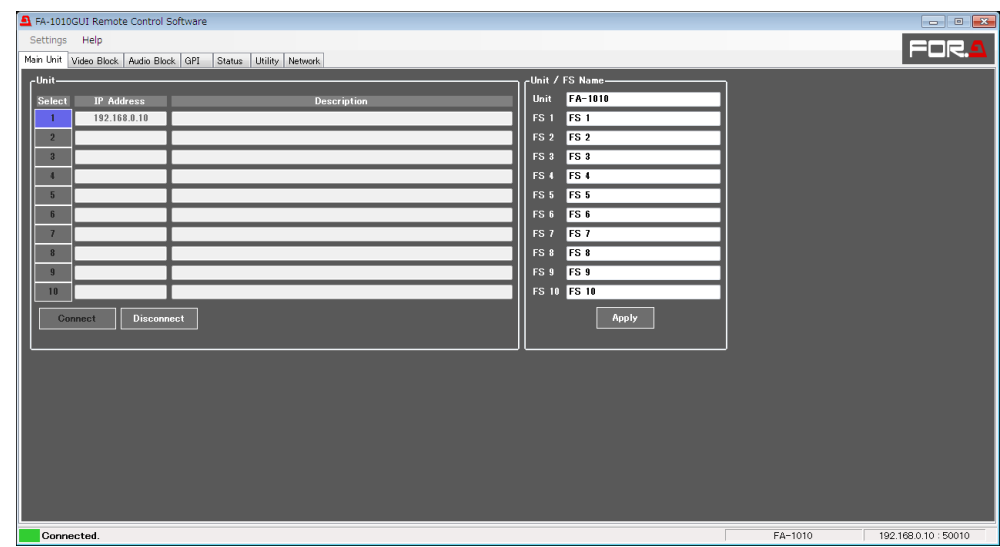 FA-1010GUI Remote Control Software
Settings Help
FOR.A
Main Unit Video Block Audio Block GPI Status Utility Network
Unit
Select IP Address Description
1 192.168.0.10
2
3
4
5
6
7
8
9
10
Connect Disconnect
Unit / FS Name
Unit FA-1010
FS 1 FS 1
FS 2 FS 2
FS 3 FS 3
FS 4 FS 4
FS 5 FS 5
FS 6 FS 6
FS 7 FS 7
FS 8 FS 8
FS 9 FS 9
FS 10 FS 10
Apply
Connected. FA-1010 192.168.0.10 : 50010